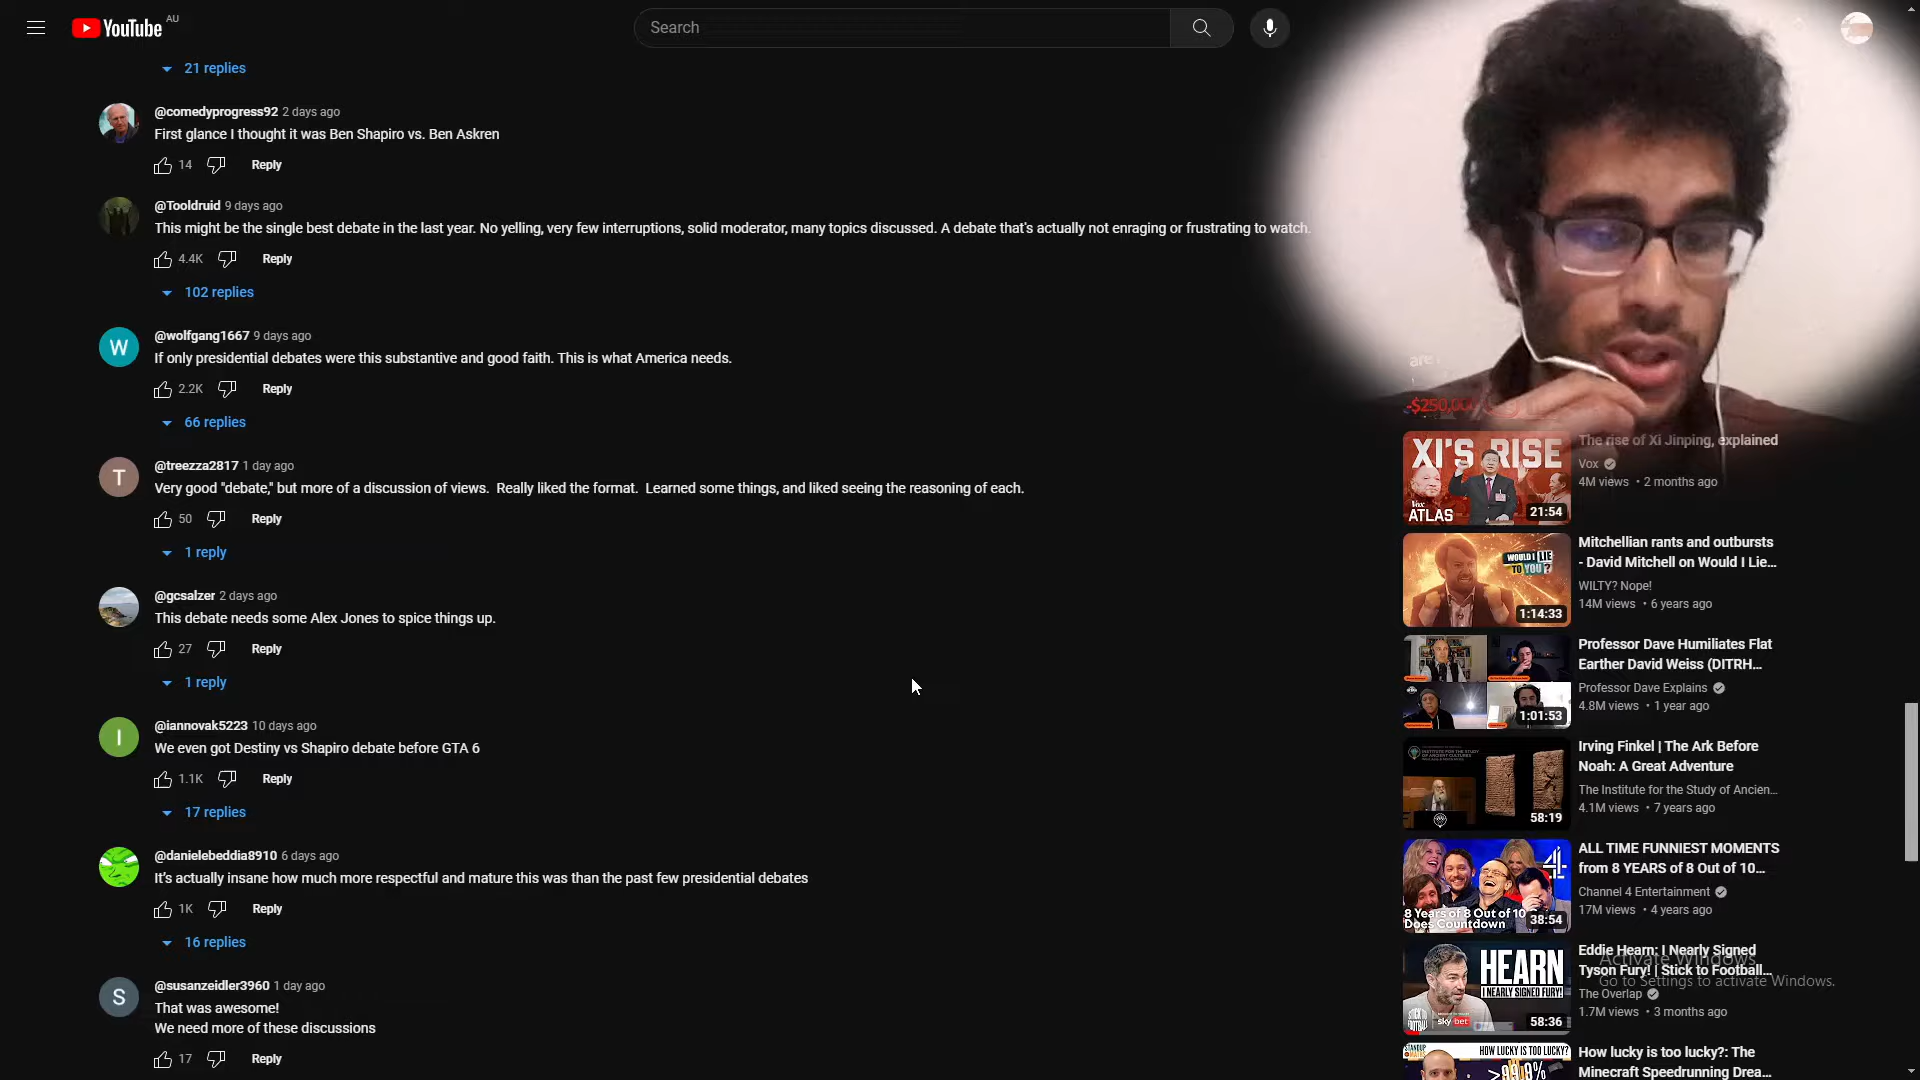 YouTube AU
Search
21 replies
@comedyprogress92 2 days ago
First glance I thought it was Ben Shapiro vs. Ben Askren
14 Reply
@Tooldruid 9 days ago
This might be the single best debate in the last year. No yelling, very few interruptions, solid moderator, many topics discussed. A debate that's actually not enraging or frustrating to watch.
4.4K Reply
102 replies
W
@wolfgang1667 9 days ago
If only presidential debates were this substantive and good faith. This is what America needs.
2.2K Reply
66 replies
T
@treezza2817 1 day ago
Very good "debate," but more of a discussion of views. Really liked the format. Learned some things, and liked seeing the reasoning of each.
50 Reply
1 reply
@gcsalzer 2 days ago
This debate needs some Alex Jones to spice things up.
27 Reply
1 reply
I
@iannovak5223 10 days ago
We even got Destiny vs Shapiro debate before GTA 6
1.1K Reply
17 replies
@danielebeddia8910 6 days ago
It's actually insane how much more respectful and mature this was than the past few presidential debates
1K Reply
16 replies
S
@susanzeidler3960 1 day ago
That was awesome!
We need more of these discussions
17 Reply
are
XI'S RISE
Vox
ATLAS
21:54
The rise of Xi Jinping, explained
Vox
4M views • 2 months ago
WOULD I LIE
TO YOU?
1:14:33
Mitchellian rants and outbursts
- David Mitchell on Would I Lie...
WILTY? Nope!
14M views • 6 years ago
1:01:53
Professor Dave Humiliates Flat
Earther David Weiss (DITRH...
Professor Dave Explains
4.8M views • 1 year ago
58:19
Irving Finkel | The Ark Before
Noah: A Great Adventure
The Institute for the Study of Ancien...
4.1M views • 7 years ago
4
8 Years of 8 Out of 10
Does Countdown
38:54
ALL TIME FUNNIEST MOMENTS
from 8 YEARS of 8 Out of 10...
Channel 4 Entertainment
17M views • 4 years ago
HEARN
I NEARLY SIGNED FURY!
STICK TO
FOOTBALL
sky bet
58:36
Eddie Hearn: I Nearly Signed
Tyson Fury! | Stick to Football...
The Overlap
1.7M views • 3 months ago
Activate Windows
Go to Settings to activate Windows.
HOW LUCKY IS TOO LUCKY?
How lucky is too lucky?: The
Minecraft Speedrunning Drea...